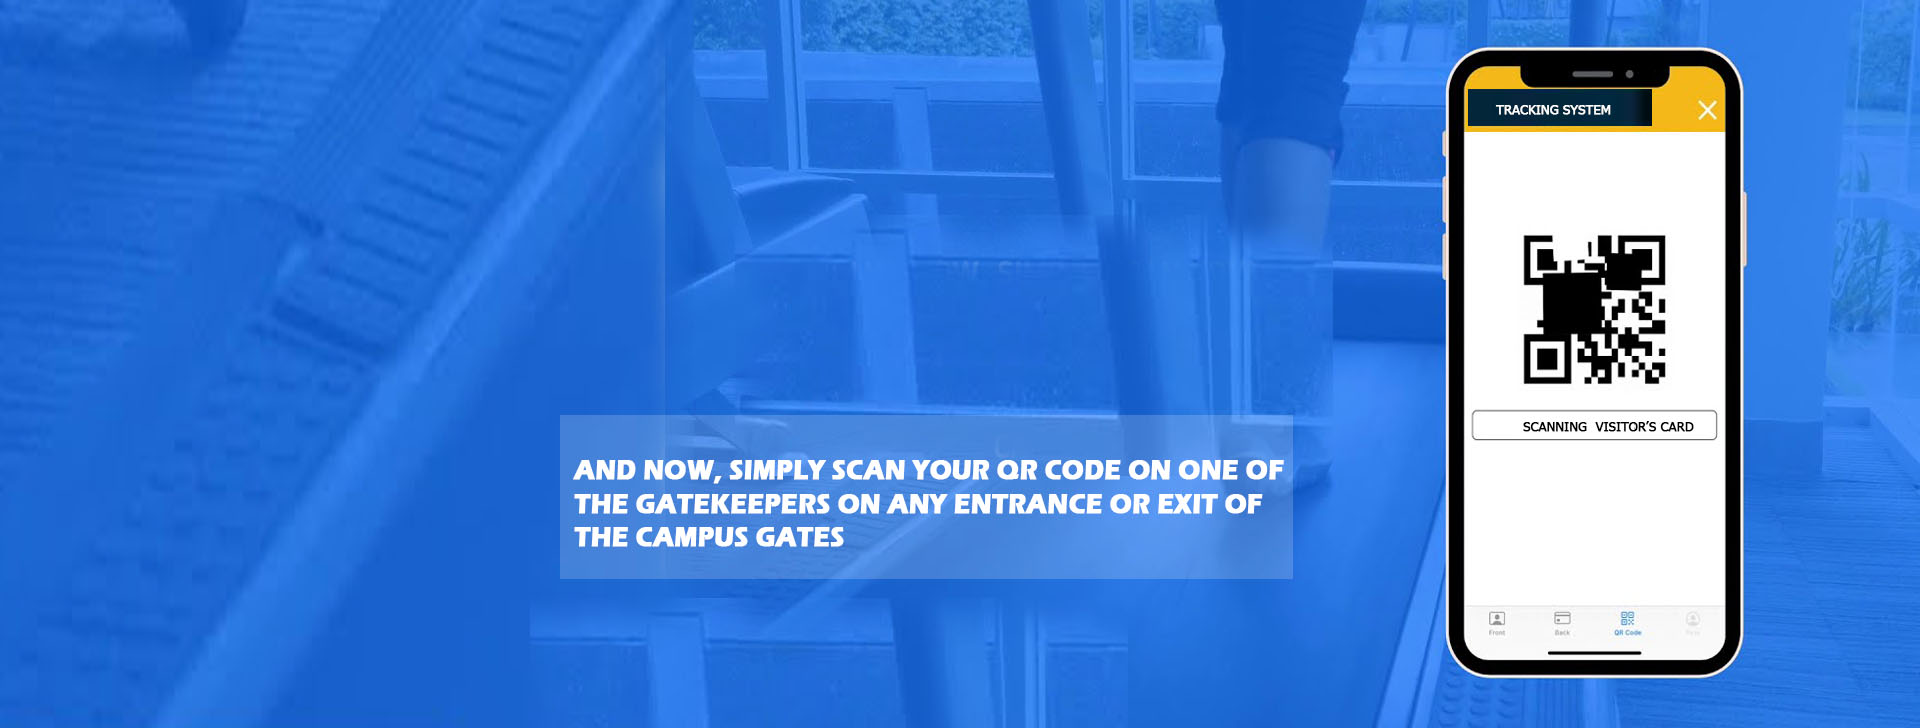 TRACKING SYSTEM
SCANNING VISITOR'S CARD
AND NOW, SIMPLY SCAN YOUR QR CODE ON ONE OF
THE GATEKEEPERS ON ANY ENTRANCE OR EXIT OF
THE CAMPUS GATES
Front
Back
QR Code